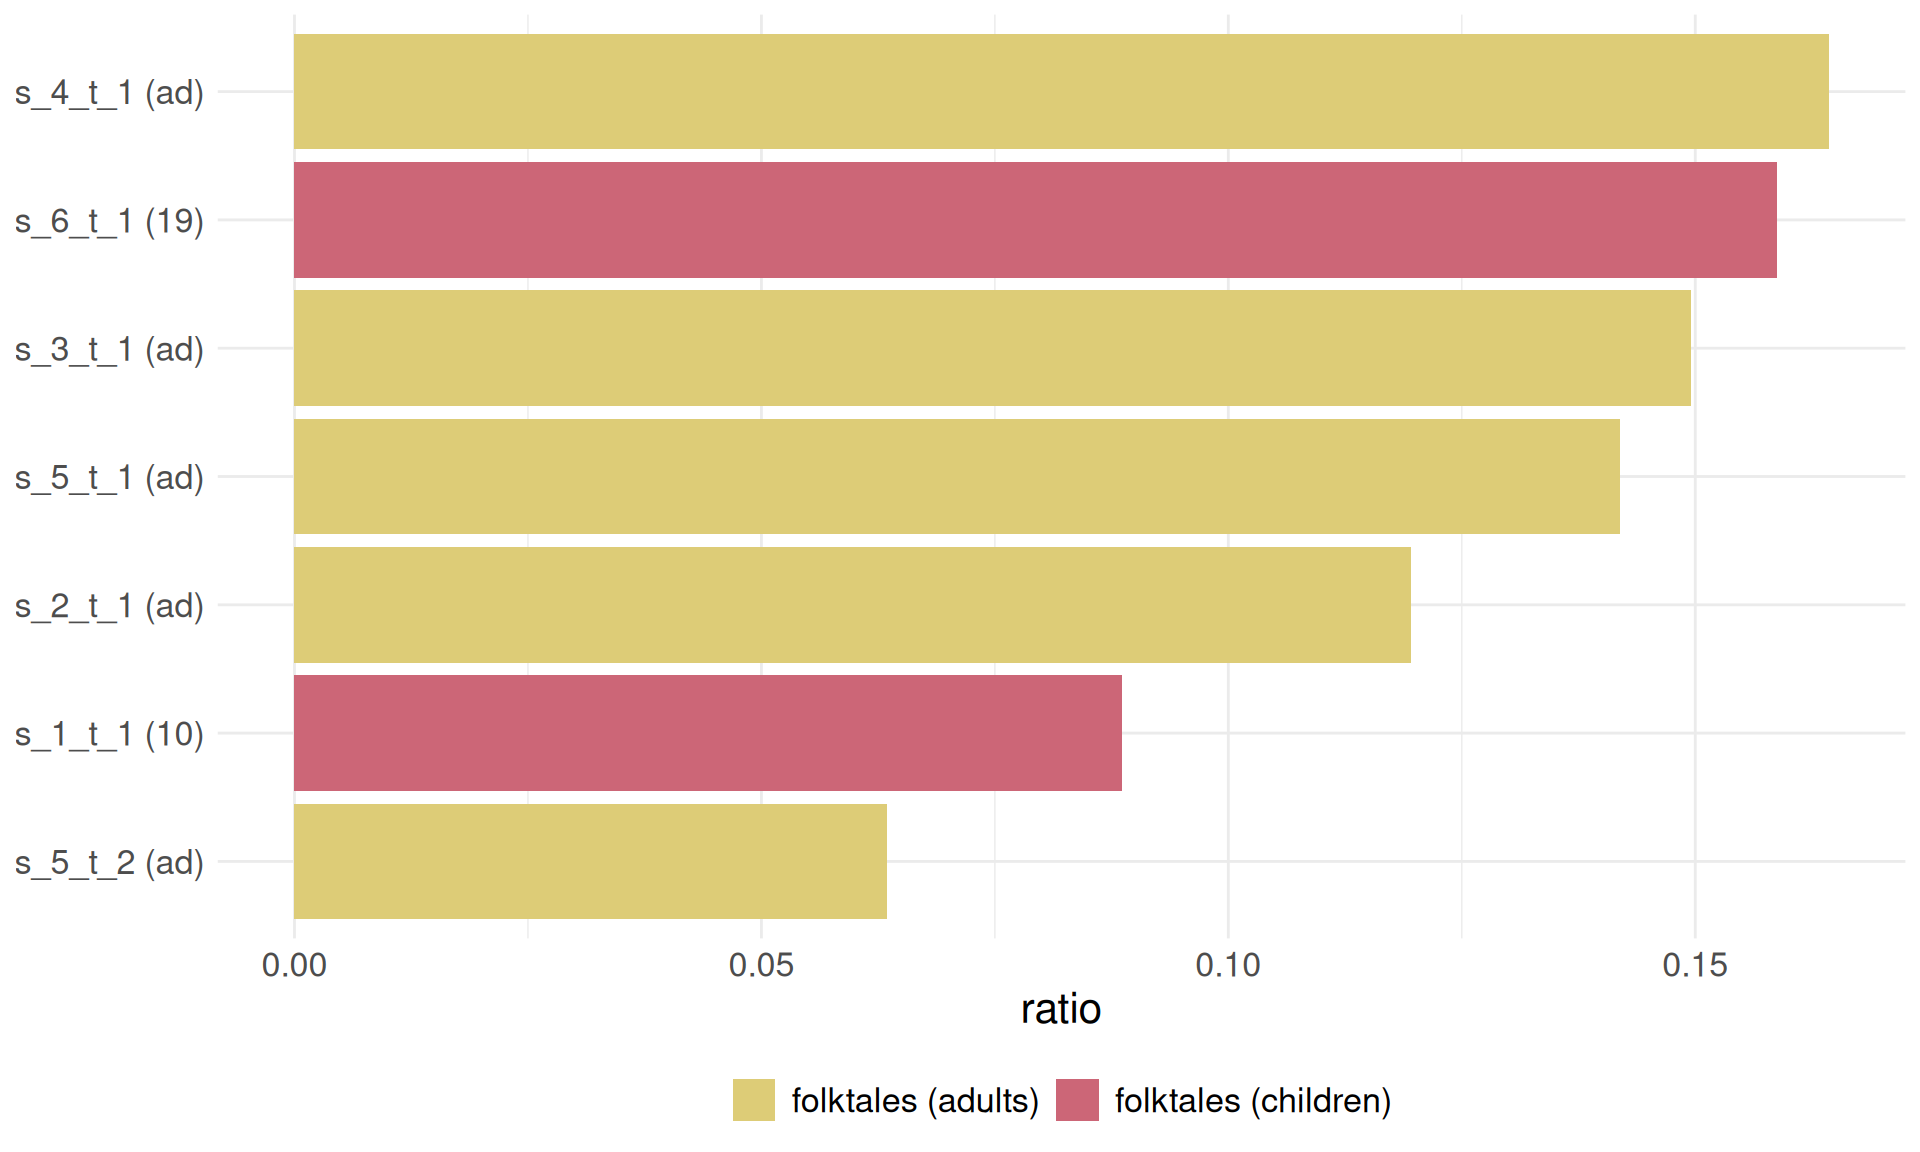 s_4_t_1 (ad)
s_6_t_1 (19)
s_3_t_1 (ad)
s_5_t_1 (ad)
s_2_t_1 (ad)
s_1_t_1 (10)
s_5_t_2 (ad)
0.00 0.05 0.10 0.15
ratio
folktales (adults) folktales (children)